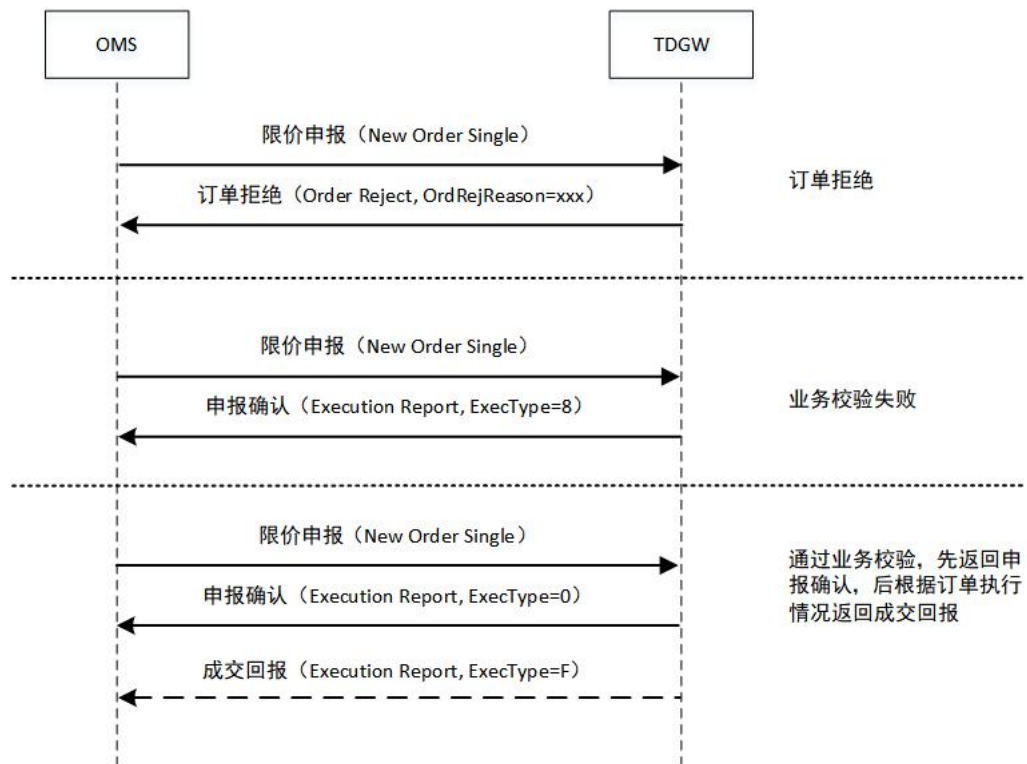 OMS
TDGW
限价申报（New Order Single）
订单拒绝（Order Reject, OrdRejReason=xxx）
订单拒绝
限价申报（New Order Single）
申报确认（Execution Report, ExecType=8）
业务校验失败
限价申报（New Order Single）
申报确认（Execution Report, ExecType=0）
成交回报（Execution Report, ExecType=F）
通过业务校验，先返回申
报确认，后根据订单执行
情况返回成交回报